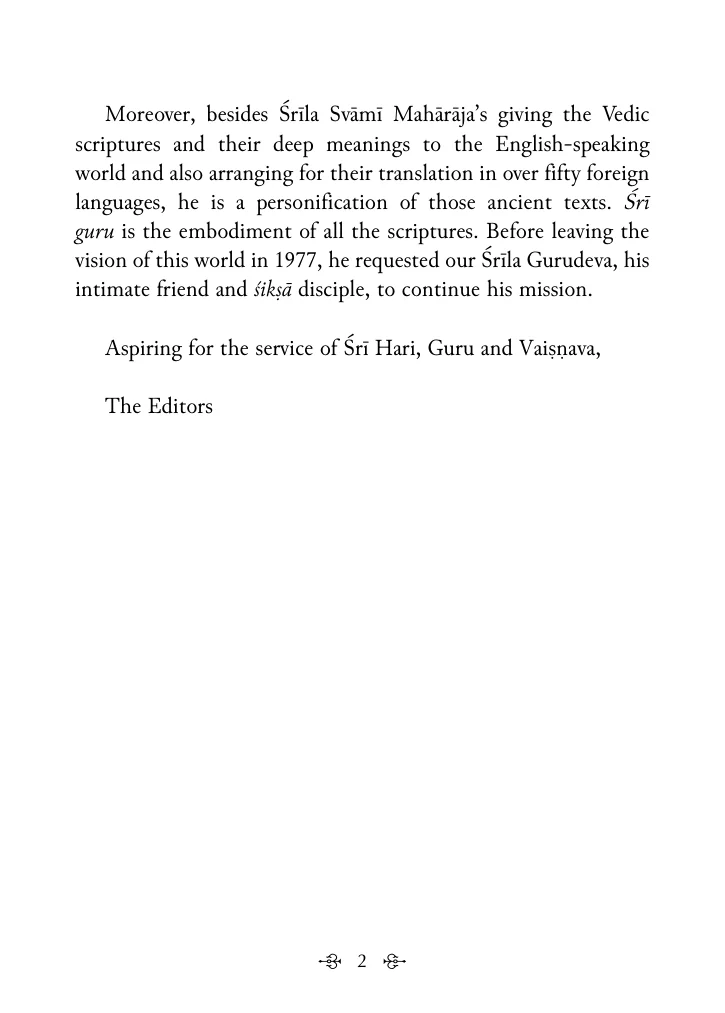 Moreover, besides Śrīla Svāmī Mahārāja’s giving the Vedic
scriptures and their deep meanings to the English-speaking
world and also arranging for their translation in over fifty foreign
languages, he is a personification of those ancient texts. Śrī
guru is the embodiment of all the scriptures. Before leaving the
vision of this world in 1977, he requested our Śrīla Gurudeva, his
intimate friend and śikṣā disciple, to continue his mission.
Aspiring for the service of Śrī Hari, Guru and Vaiṣṇava,
The Editors
2